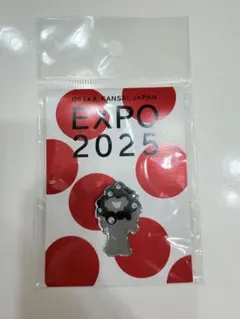 OSAKA, KANSAI, JAPAN
EXPO
2025